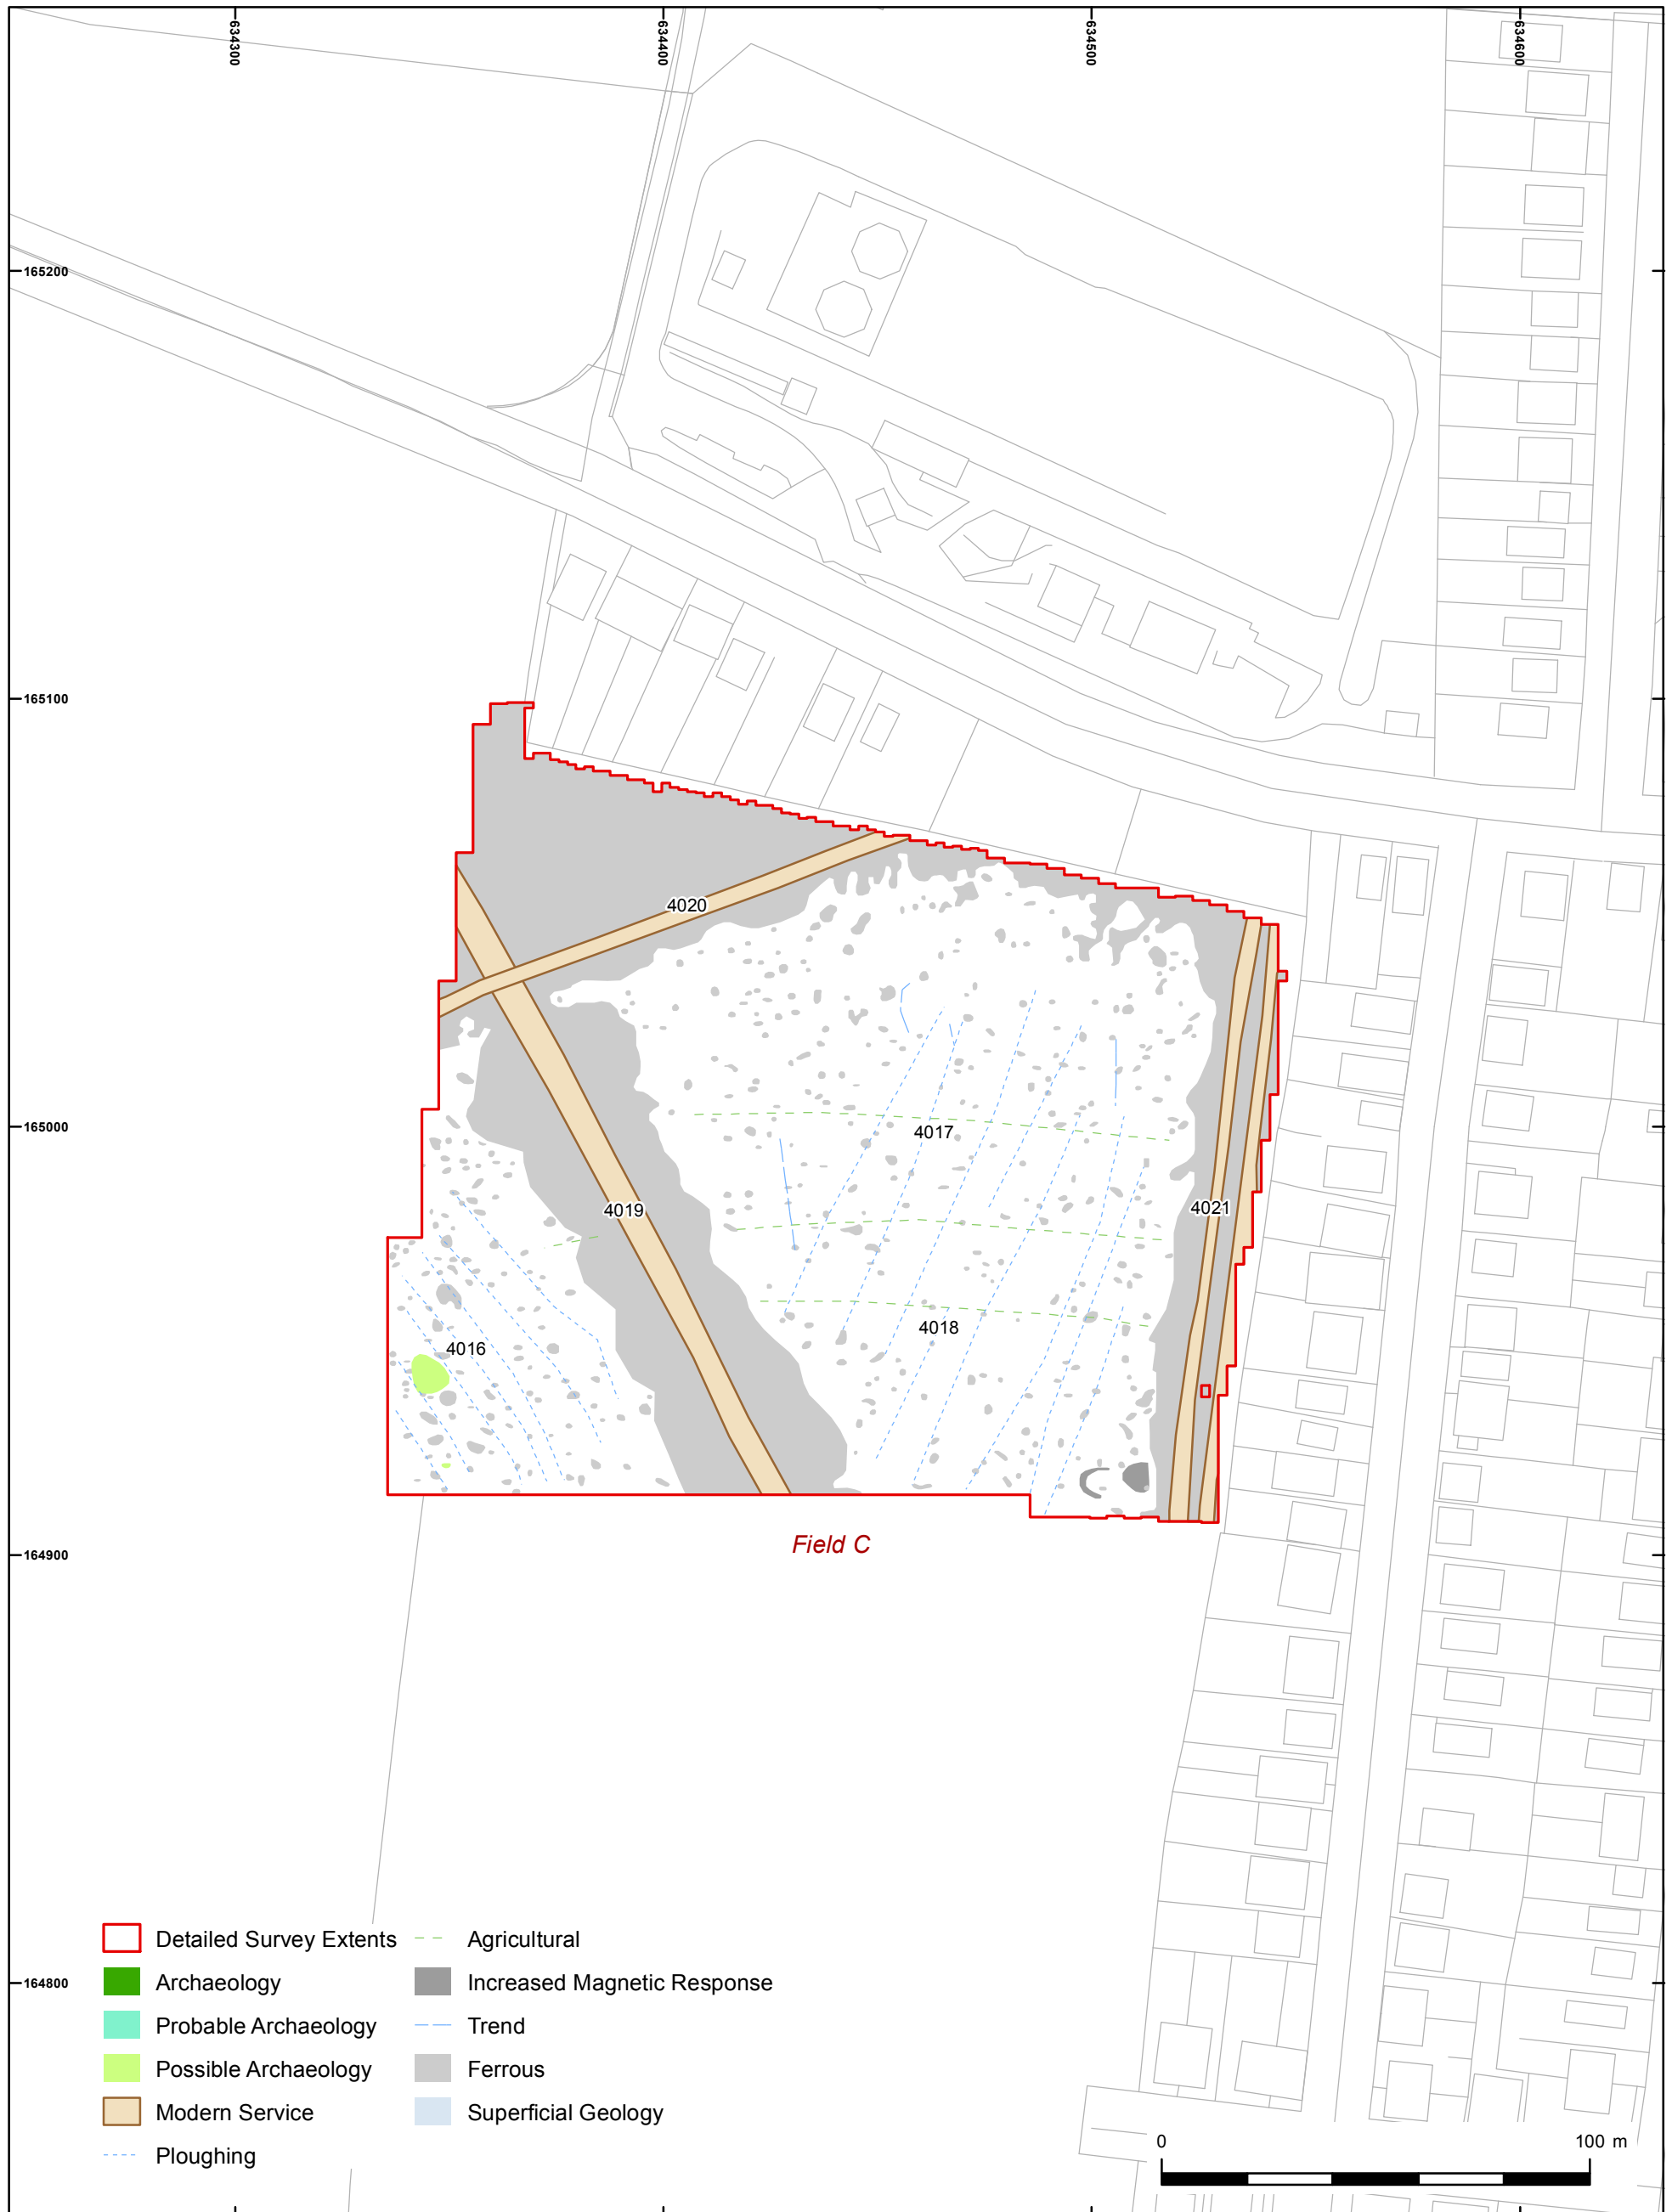 634300
634400
634500
634600
165200
165100
4020
165000
4017
4019
4021
4018
4016
Field C
164900
Detailed Survey Extents
Agricultural
Archaeology
Increased Magnetic Response
164800
Probable Archaeology
Trend
Possible Archaeology
Ferrous
Modern Service
Superficial Geology
Ploughing
0 100 m